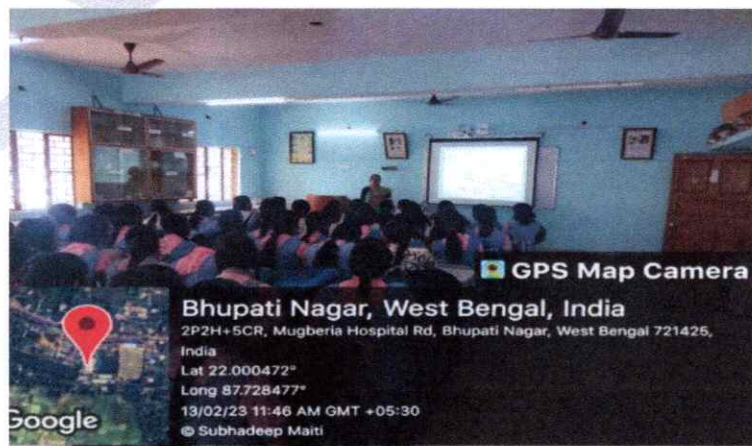 GPS Map Camera
Bhupati Nagar, West Bengal, India
2P2H+5CR, Mugberia Hospital Rd, Bhupati Nagar, West Bengal 721425,
India
Lat 22.000472°
Long 87.728477°
13/02/23 11:46 AM GMT +05:30
© Subhadeep Maiti
Google